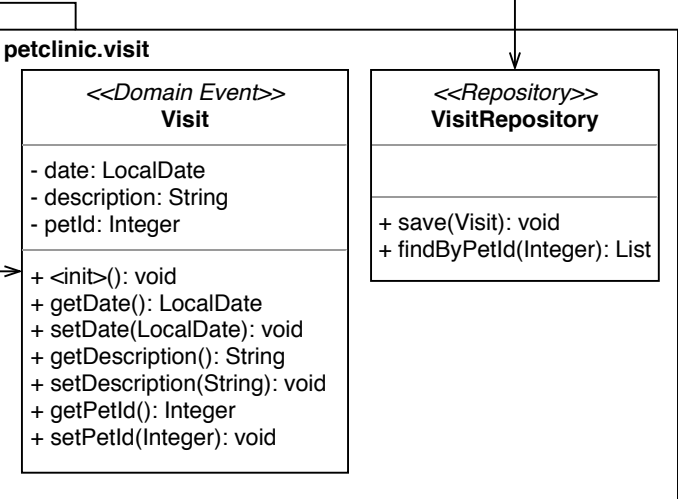 petclinic.visit
<<Domain Event>>
Visit
- date: LocalDate
- description: String
- petId: Integer
+ <init>(): void
+ getDate(): LocalDate
+ setDate(LocalDate): void
+ getDescription(): String
+ setDescription(String): void
+ getPetId(): Integer
+ setPetId(Integer): void
<<Repository>>
VisitRepository
+ save(Visit): void
+ findByPetId(Integer): List